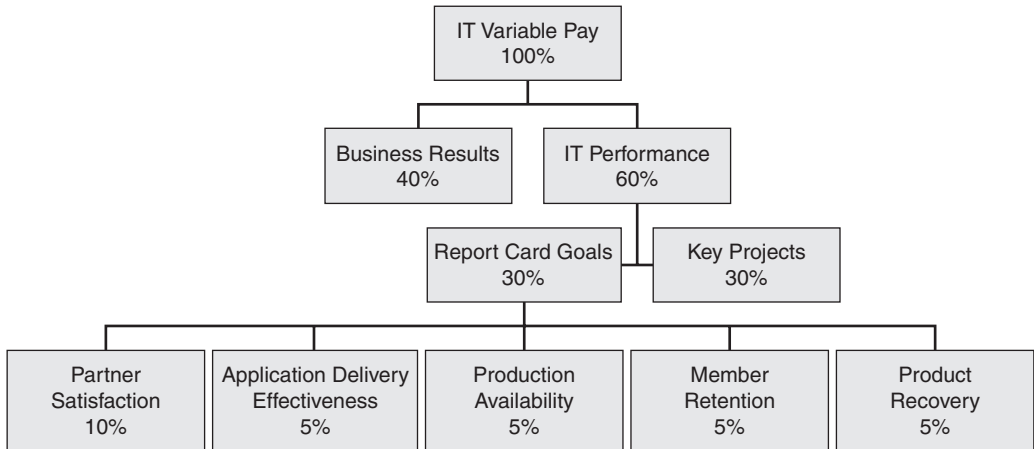 IT Variable Pay
100%
Business Results
40%
IT Performance
60%
Report Card Goals
30%
Key Projects
30%
Partner
Satisfaction
10%
Application Delivery
Effectiveness
5%
Production
Availability
5%
Member
Retention
5%
Product
Recovery
5%